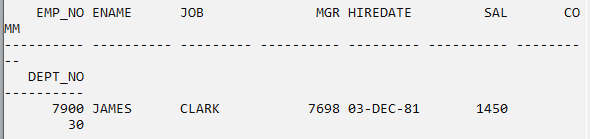 EMP_NO ENAME      JOB              MGR HIREDATE         SAL         CO
MM
---------- ---------- --------- ---------- --------- ---------- --------
--
   DEPT_NO
----------
      7900 JAMES      CLARK           7698 03-DEC-81       1450
        30